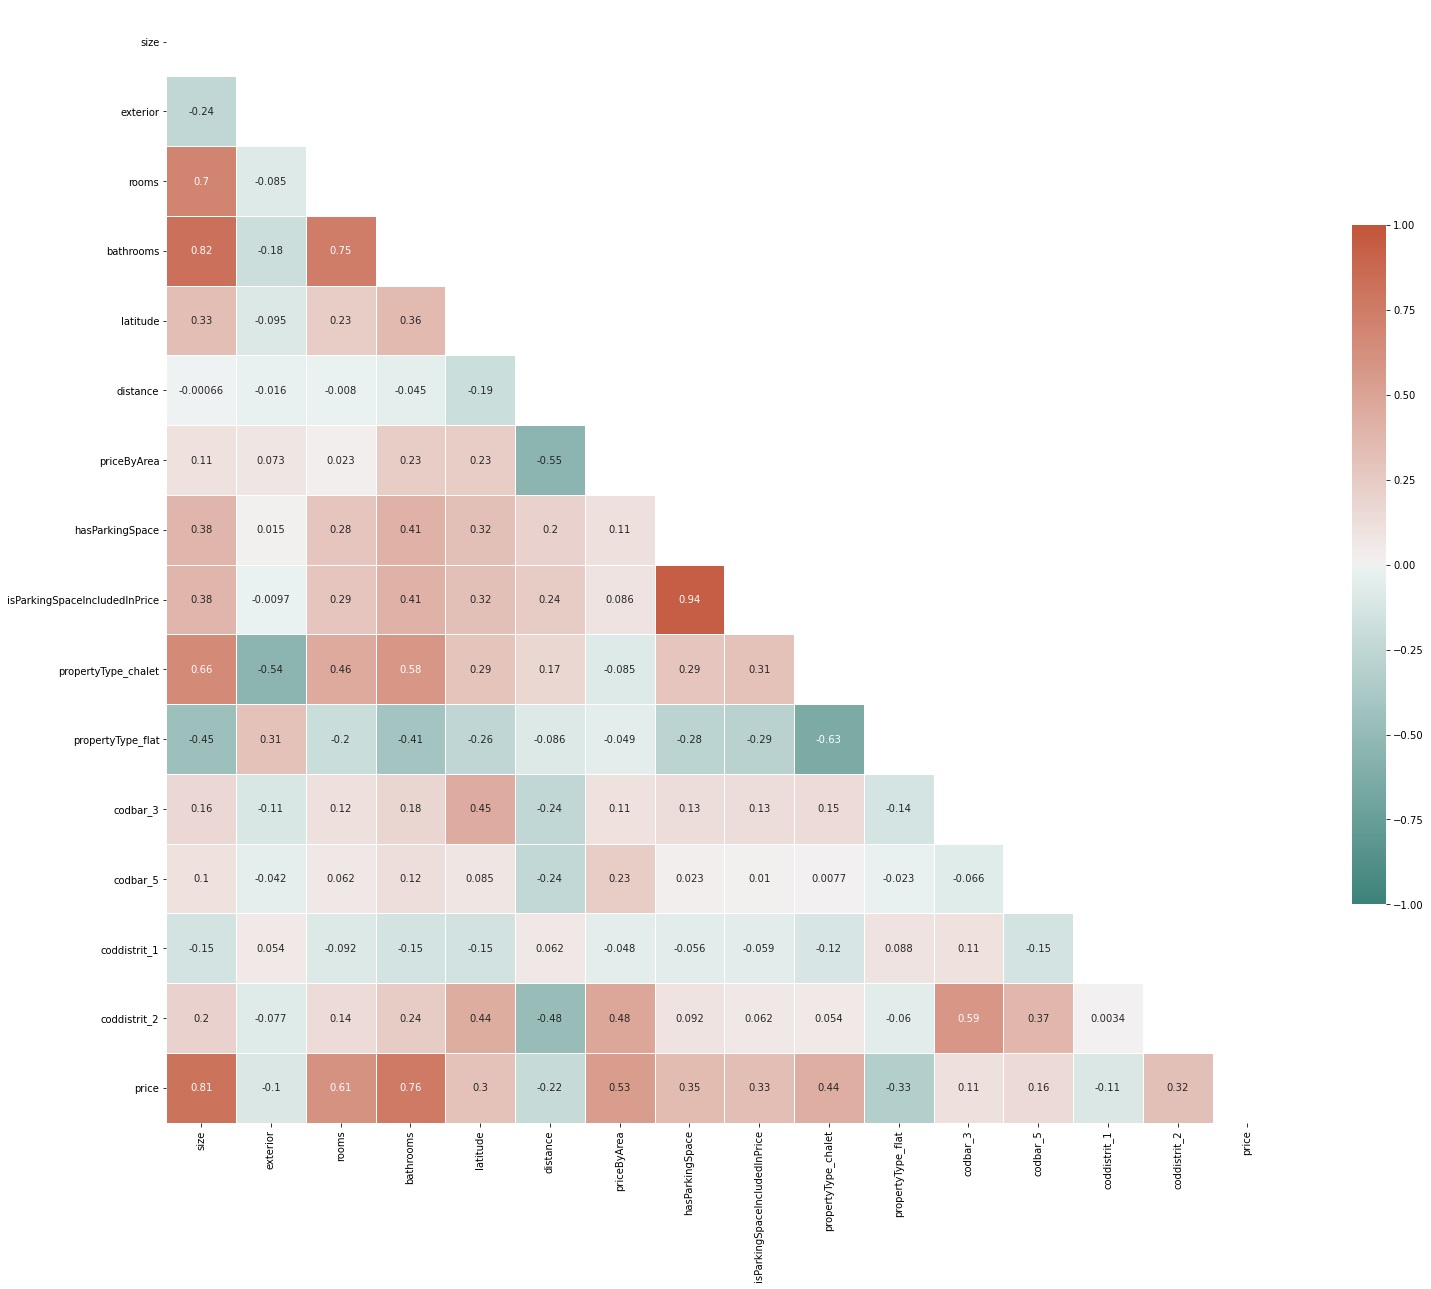 size
exterior -0.24
rooms 0.7 -0.085
bathrooms 0.82 -0.18 0.75
latitude 0.33 -0.095 0.23 0.36
distance -0.00066 -0.016 -0.008 -0.045 -0.19
priceByArea 0.11 0.073 0.023 0.23 0.23 -0.55
hasParkingSpace 0.38 0.015 0.28 0.41 0.32 0.2 0.11
isParkingSpaceIncludedInPrice 0.38 -0.0097 0.29 0.41 0.32 0.24 0.086 0.94
propertyType_chalet 0.66 -0.54 0.46 0.58 0.29 0.17 -0.085 0.29 0.31
propertyType_flat -0.45 0.31 -0.2 -0.41 -0.26 -0.086 -0.049 -0.28 -0.29 -0.63
codbar_3 0.16 -0.11 0.12 0.18 0.45 -0.24 0.11 0.13 0.13 0.15 -0.14
codbar_5 0.1 -0.042 0.062 0.12 0.085 -0.24 0.23 0.023 0.01 0.0077 -0.023 -0.066
coddistrit_1 -0.15 0.054 -0.092 -0.15 -0.15 0.062 -0.048 -0.056 -0.059 -0.12 0.088 0.11 -0.15
coddistrit_2 0.2 -0.077 0.14 0.24 0.44 -0.48 0.48 0.092 0.062 0.054 -0.06 0.59 0.37 0.0034
price 0.81 -0.1 0.61 0.76 0.3 -0.22 0.53 0.35 0.33 0.44 -0.33 0.11 0.16 -0.11 0.32
size
exterior
rooms
bathrooms
latitude
distance
priceByArea
hasParkingSpace
isParkingSpaceIncludedInPrice
propertyType_chalet
propertyType_flat
codbar_3
codbar_5
coddistrit_1
coddistrit_2
price
1.00
0.75
0.50
0.25
0.00
−0.25
−0.50
−0.75
−1.00